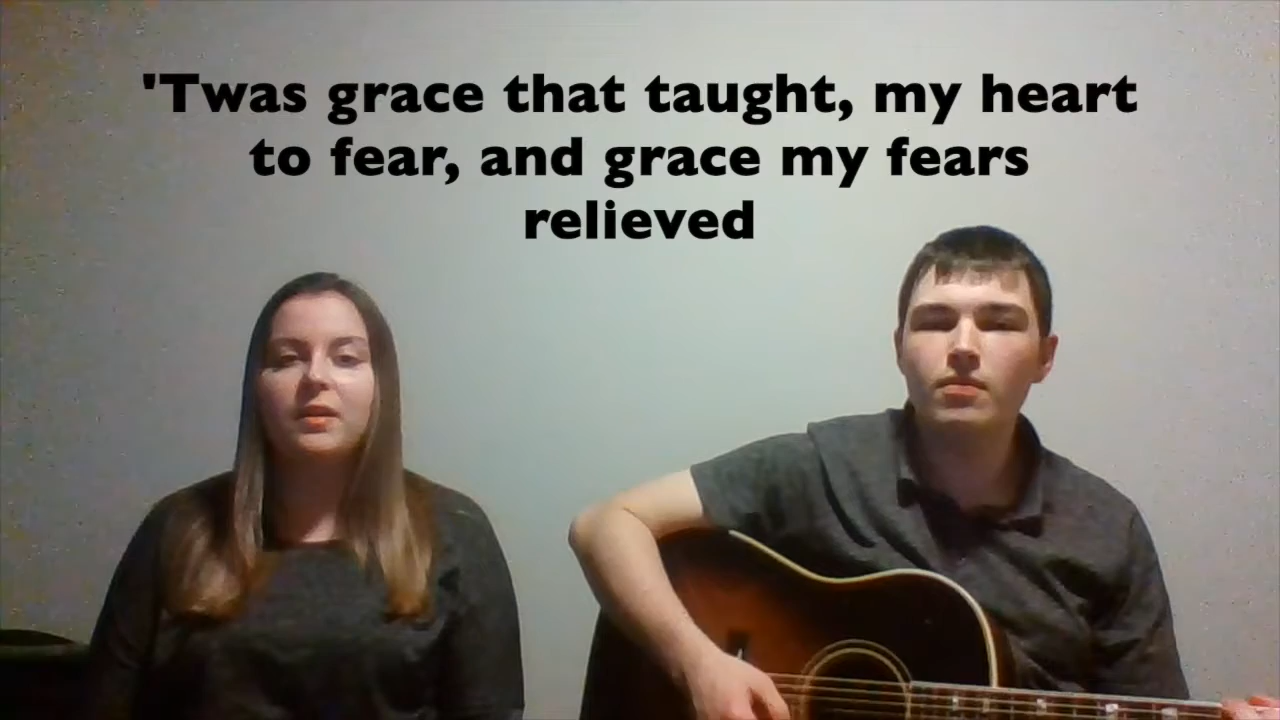 'Twas grace that taught, my heart
to fear, and grace my fears
relieved